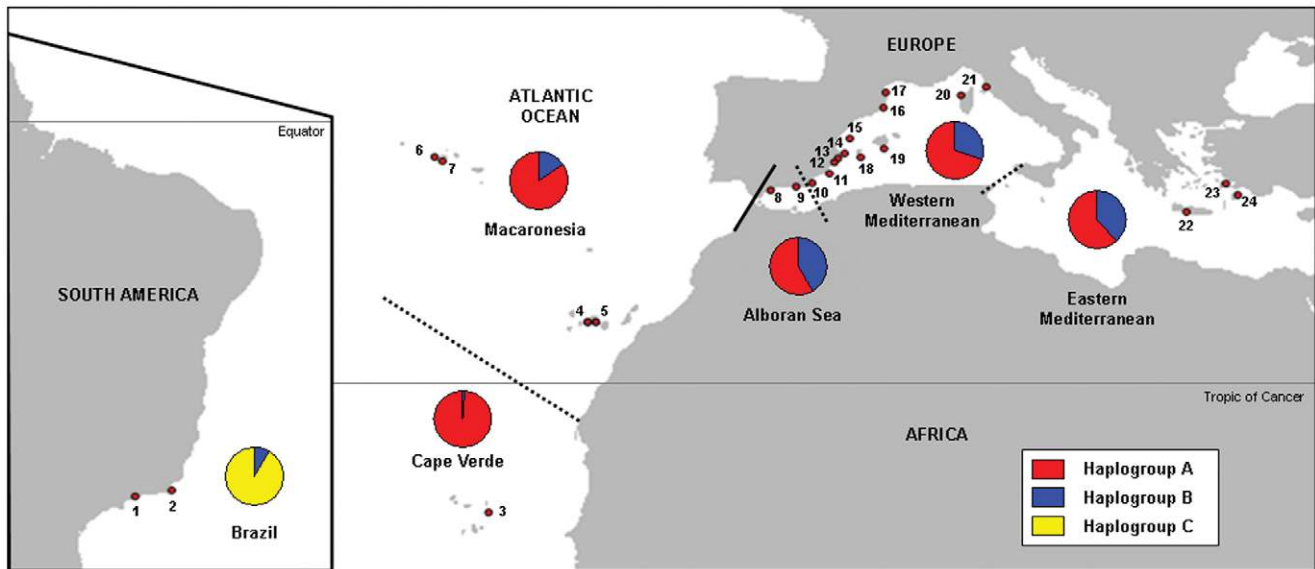 EUROPE
ATLANTIC
OCEAN
Equator
SOUTH AMERICA
Macaronesia
Western
Mediterranean
Eastern
Mediterranean
Alboran Sea
Tropic of Cancer
Cape Verde
AFRICA
Brazil
Haplogroup A
Haplogroup B
Haplogroup C
1
2
3
4
5
6
7
8
9
10
11
12
13
14
15
16
17
18
19
20
21
22
23
24